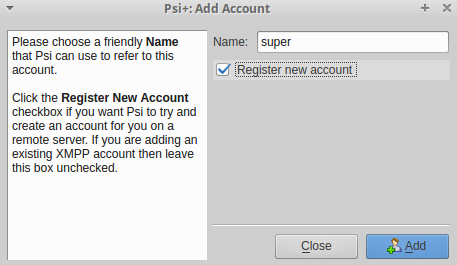 Psi+: Add Account
Please choose a friendly Name
that Psi can use to refer to this
account.
Click the Register New Account
checkbox if you want Psi to try and
create an account for you on a
remote server. If you are adding an
existing XMPP account then leave
this box unchecked.
Name: super
Register new account
Close
Add